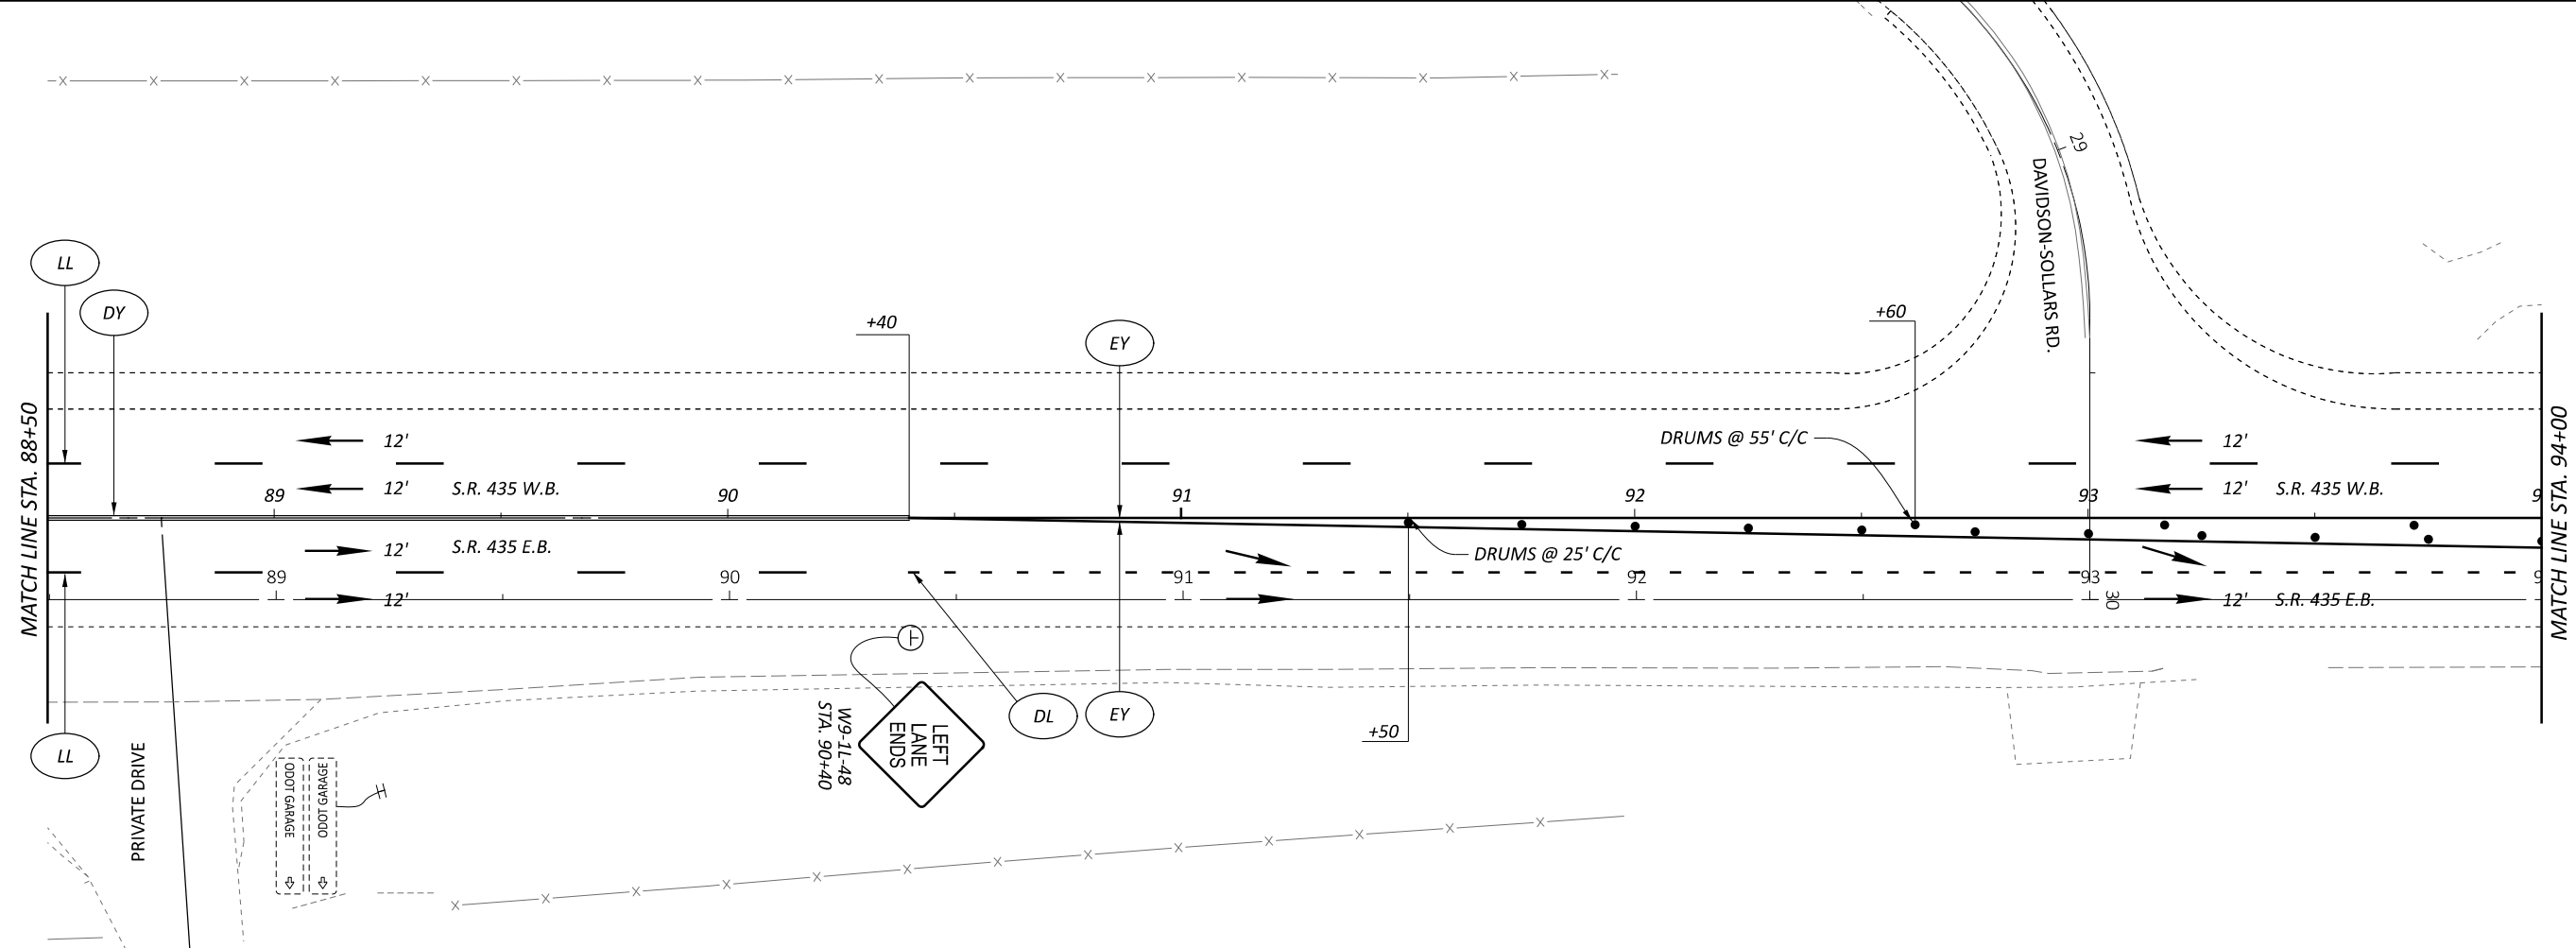 29
DAVIDSON-SOLLARS RD.
LL
DY
+40
EY
+60
MATCH LINE STA. 88+50
MATCH LINE STA. 94+00
12'
DRUMS @ 55' C/C
12'
12'
S.R. 435 W.B.
12'
S.R. 435 W.B.
89
90
91
92
93
9
12'
S.R. 435 E.B.
DRUMS @ 25' C/C
89
90
91
92
93
9
12'
30
12'
S.R. 435 E.B.
LL
DL
EY
+50
W9-1L-48
STA. 90+40
LEFT
LANE
ENDS
PRIVATE DRIVE
ODOT GARAGE
ODOT GARAGE